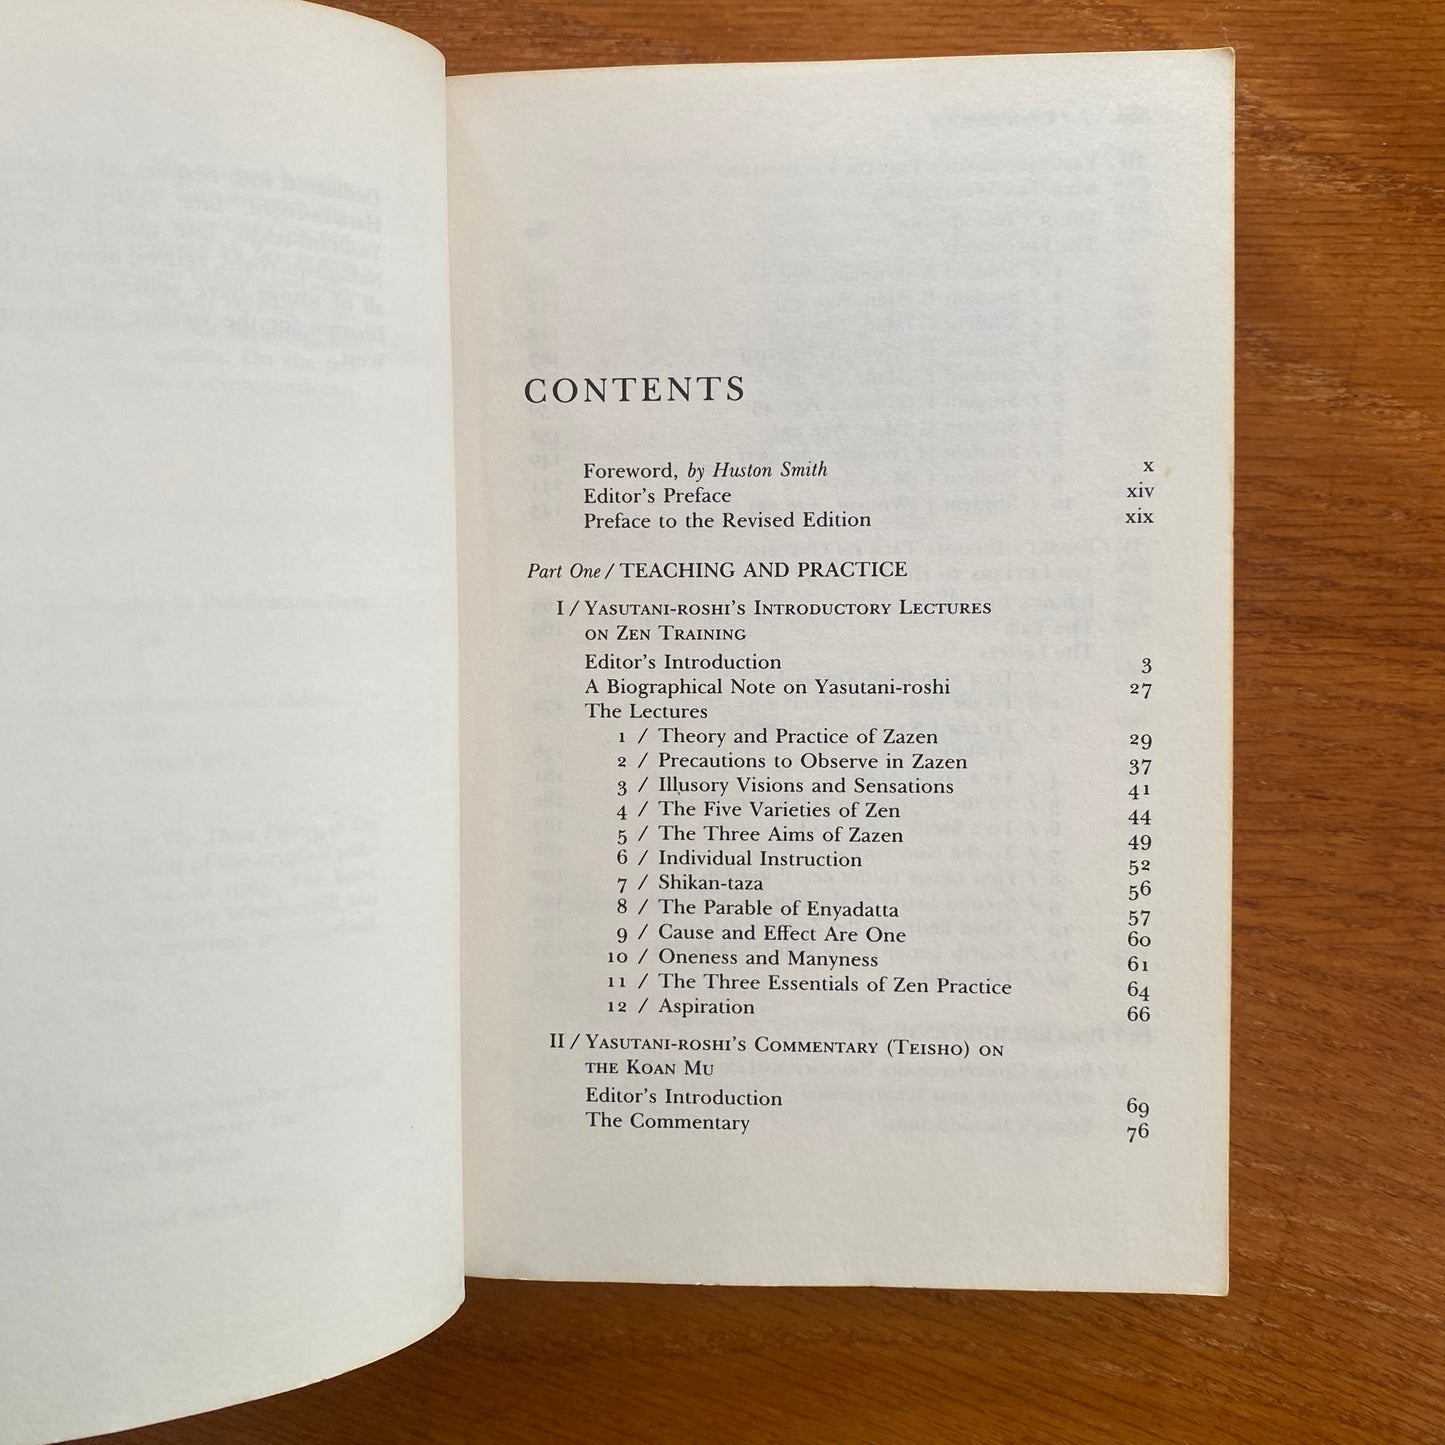 CONTENTS
Foreword, by Huston Smith x
Editor's Preface xiv
Preface to the Revised Edition xix
Part One / TEACHING AND PRACTICE
I / YASUTANI-ROSHI'S INTRODUCTORY LECTURES
ON ZEN TRAINING
Editor's Introduction 3
A Biographical Note on Yasutani-roshi 27
The Lectures
1 / Theory and Practice of Zazen 29
2 / Precautions to Observe in Zazen 37
3 / Illusory Visions and Sensations 41
4 / The Five Varieties of Zen 44
5 / The Three Aims of Zazen 49
6 / Individual Instruction 52
7 / Shikan-taza 56
8 / The Parable of Enyadatta 57
9 / Cause and Effect Are One 60
10 / Oneness and Manyness 61
11 / The Three Essentials of Zen Practice 64
12 / Aspiration 66
II / YASUTANI-ROSHI'S COMMENTARY (TEISHO) ON
THE KOAN MU
Editor's Introduction 69
The Commentary 76